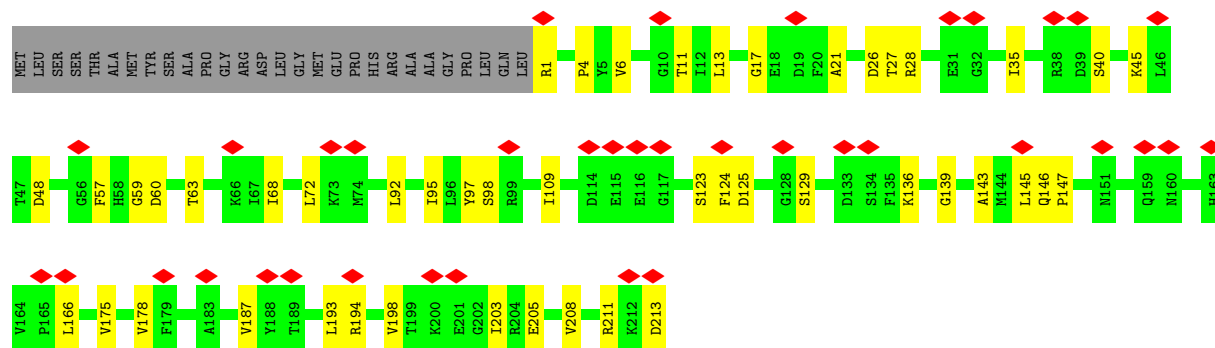 MET LEU SER SER THR ALA MET TYR SER ALA PRO GLY ARG ASP LEU GLY MET GLU PRO HIS ARG ALA ALA GLY PRO LEU GLN LEU R1 P4 Y5 V6 G10 T11 I12 L13 G17 E18 D19 F20 A21 D26 T27 R28 E31 G32 I35 R38 D39 S40 K45 L46
T47 D48 G56 F57 H58 G59 D60 T63 K66 I67 I68 L72 K73 M74 L92 I95 L96 Y97 S98 R99 I109 D114 E115 E116 G117 S123 F124 D125 G128 S129 D133 S134 F135 K136 G139 A143 M144 L145 Q146 P147 N151 Q159 N160 H163
V164 P165 L166 V175 V178 F179 A183 V187 Y188 T189 L193 R194 V198 T199 K200 E201 G202 I203 R204 E205 V208 R211 K212 D213